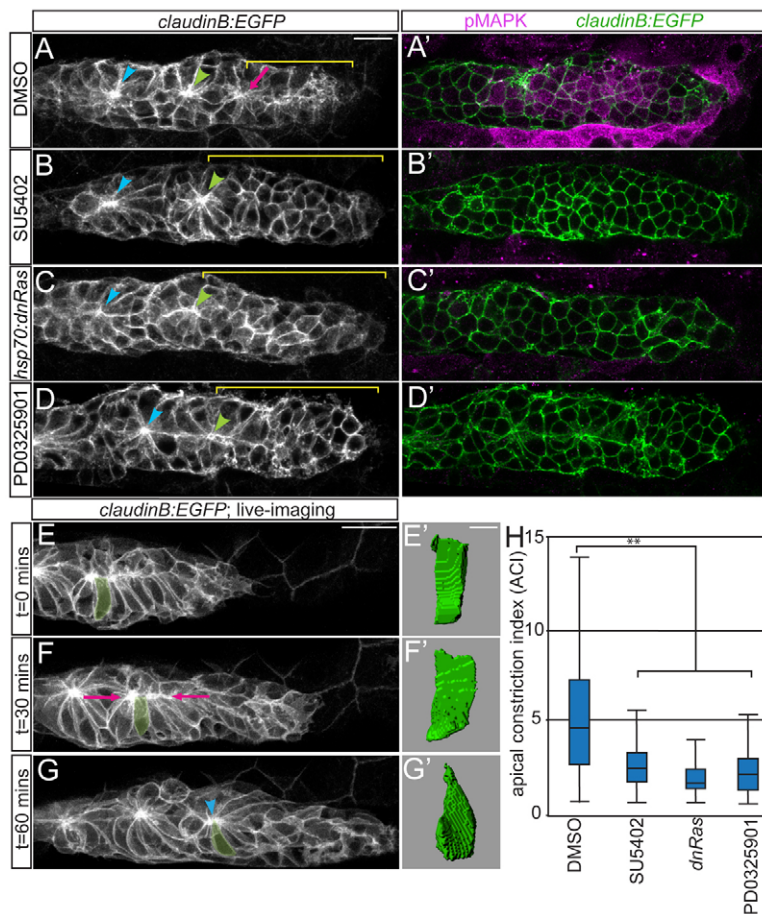 claudinB:EGFP
pMAPK claudinB:EGFP
DMSO
A
A'
SU5402
B
B'
hsp70:dnRas
C
C'
PD0325901
D
D'
claudinB:EGFP; live-imaging
t=0 mins
E
E'
t=30 mins
F
F'
t=60 mins
G
G'
H
apical constriction index (ACI)
15
10
5
0
**
DMSO
SU5402
dnRas
PD0325901